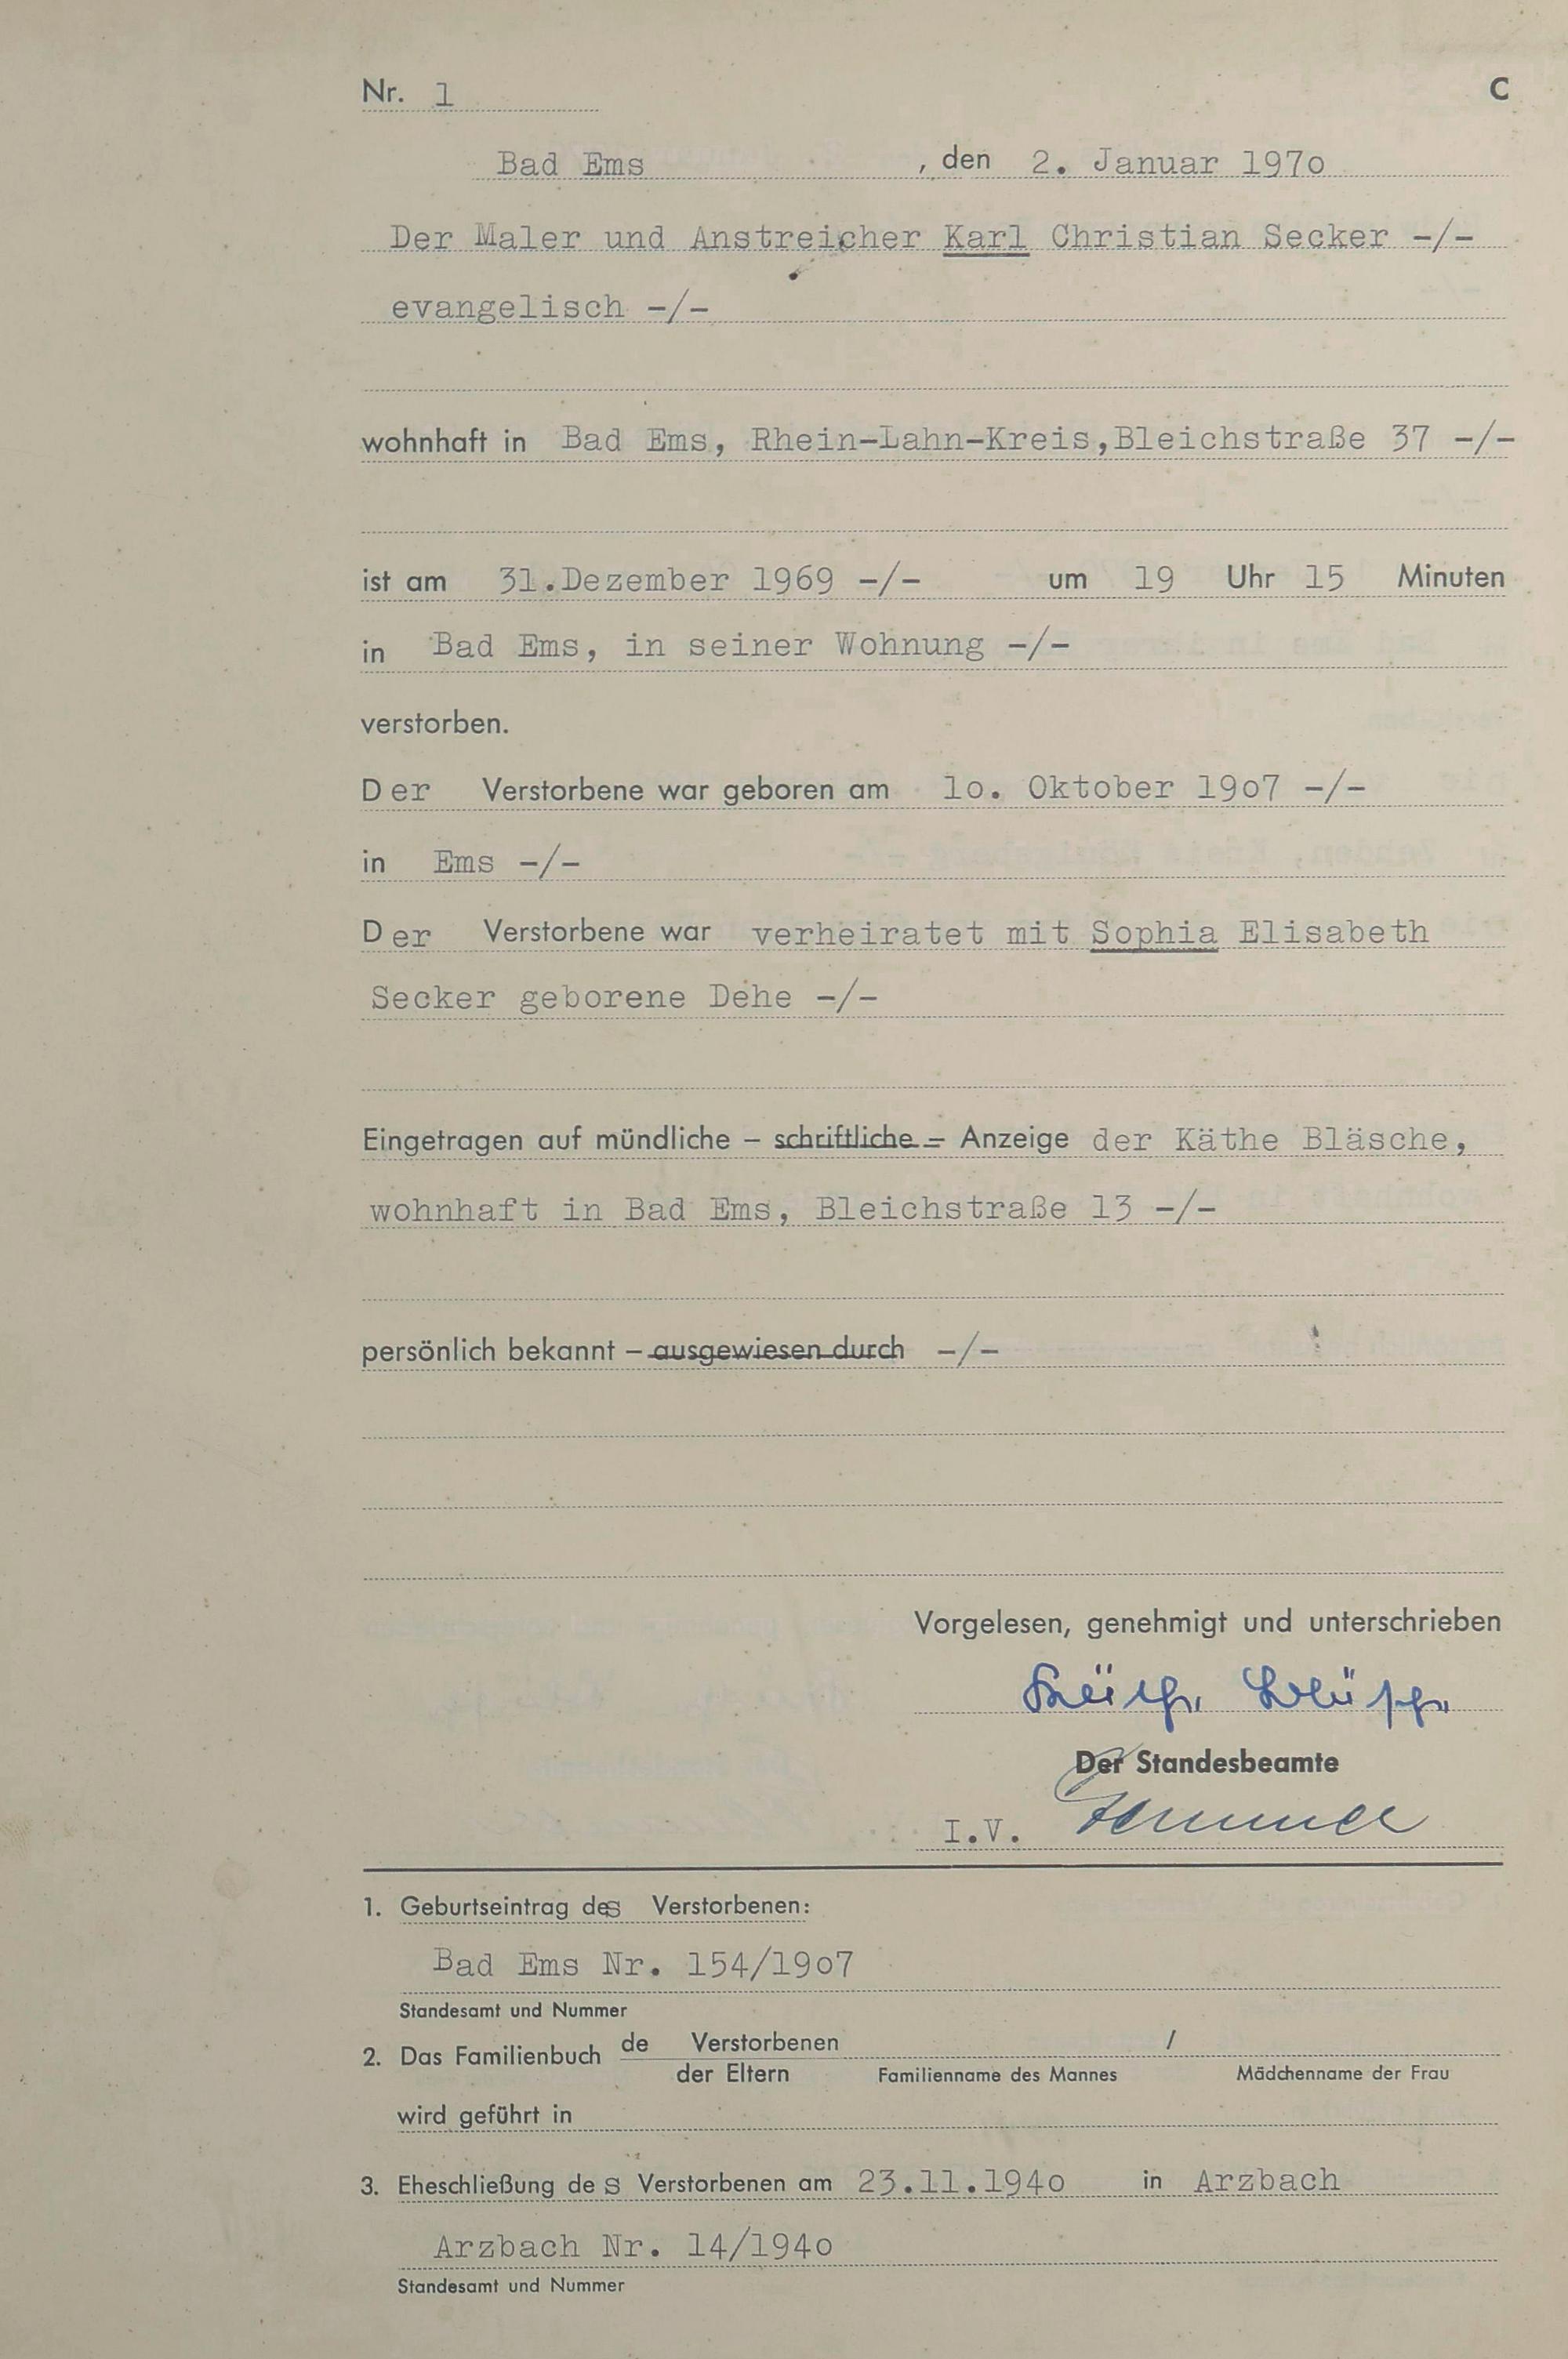 Nr. 1 C
Bad Ems , den 2. Januar 197o
Der Maler und Anstreicher Karl Christian Secker -/-
evangelisch -/-
wohnhaft in Bad Ems, Rhein-Lahn-Kreis,Bleichstraße 37 -/-
ist am 31.Dezember 1969 -/- um 19 Uhr 15 Minuten
in Bad Ems, in seiner Wohnung -/-
verstorben.
Der Verstorbene war geboren am 1o. Oktober 19o7 -/-
in Ems -/-
Der Verstorbene war verheiratet mit Sophia Elisabeth
Secker geborene Dehe -/-
Eingetragen auf mündliche – schriftliche – Anzeige der Käthe Bläsche,
wohnhaft in Bad Ems, Bleichstraße 13 -/-
persönlich bekannt – ausgewiesen durch -/-
Vorgelesen, genehmigt und unterschrieben
Käthe Bläsche
Der Standesbeamte
I.V.
1. Geburtseintrag des Verstorbenen:
Bad Ems Nr. 154/19o7
Standesamt und Nummer
2. Das Familienbuch de Verstorbenen /
der Eltern Familienname des Mannes Mädchenname der Frau
wird geführt in
3. Eheschließung des Verstorbenen am 23.11.194o in Arzbach
Arzbach Nr. 14/194o
Standesamt und Nummer